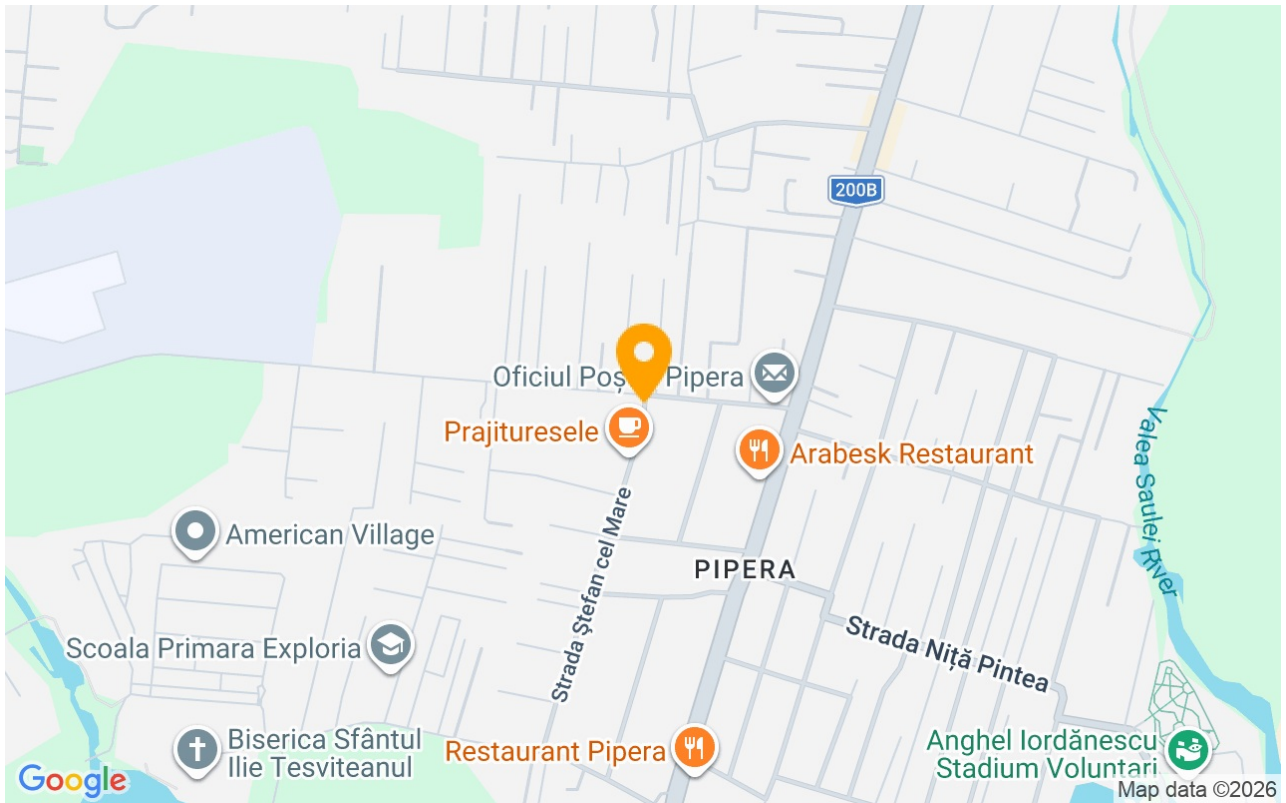 200B
Oficiul Poș Pipera
Prajituresele
Arabesk Restaurant
American Village
PIPERA
Valea Saulei River
Strada Ștefan cel Mare
Scoala Primara Exploria
Strada Niță Pintea
Biserica Sfântul
Ilie Tesviteanul
Restaurant Pipera
Anghel Iordănescu
Stadium Voluntari
Google
Map data ©2026